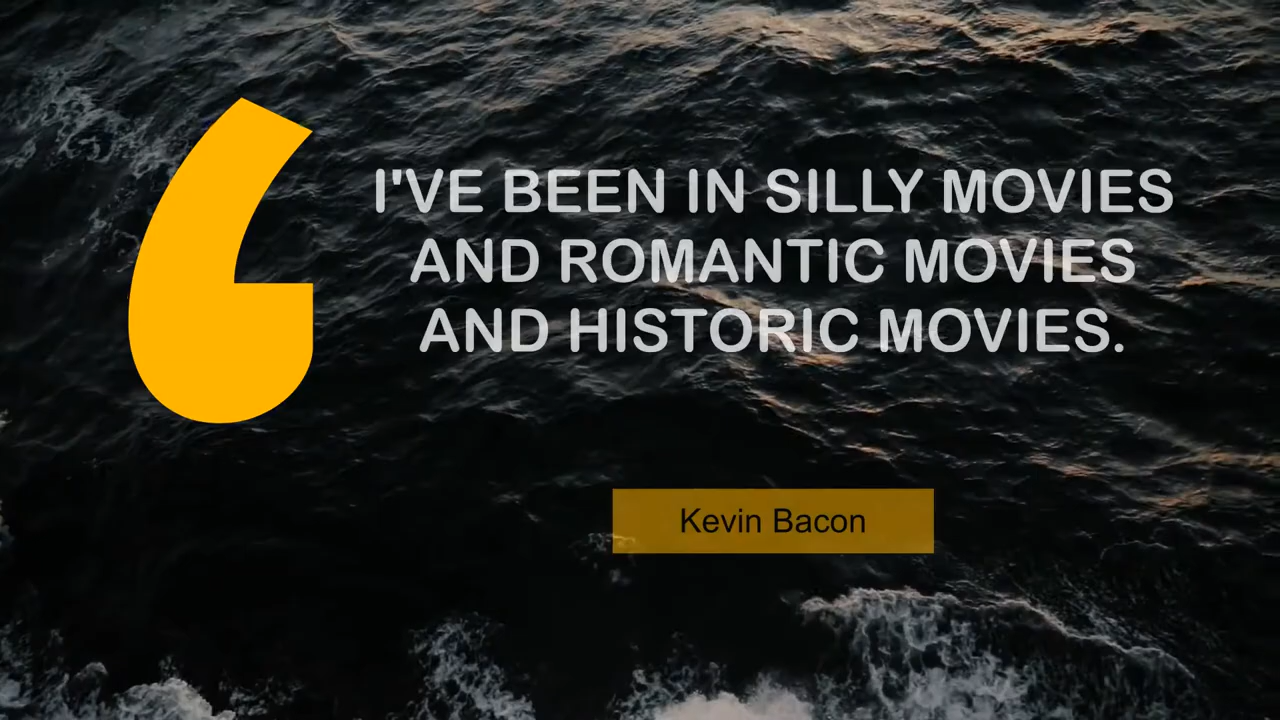 I'VE BEEN IN SILLY MOVIES
AND ROMANTIC MOVIES
AND HISTORIC MOVIES.
Kevin Bacon